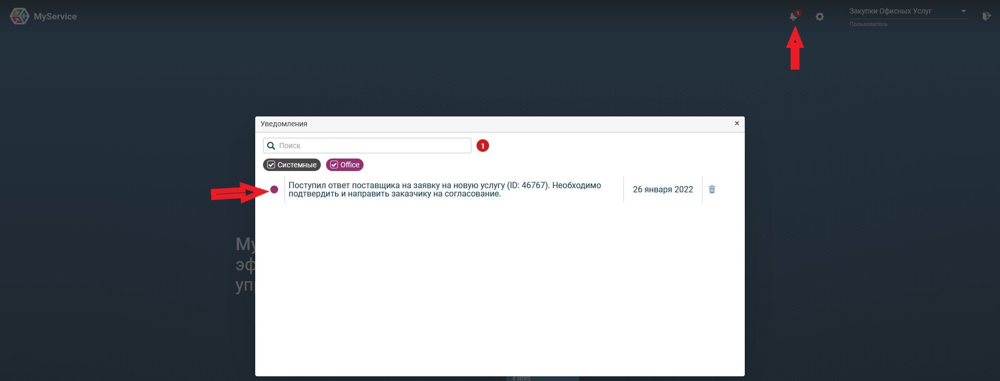 MyService
1
Закупки Офисных Услуг
Пользователь
Уведомления
×
Поиск
1
Системные
Office
Поступил ответ поставщика на заявку на новую услугу (ID: 46767). Необходимо
подтвердить и направить заказчику на согласование.
26 января 2022
My
эф
уп
Fleet